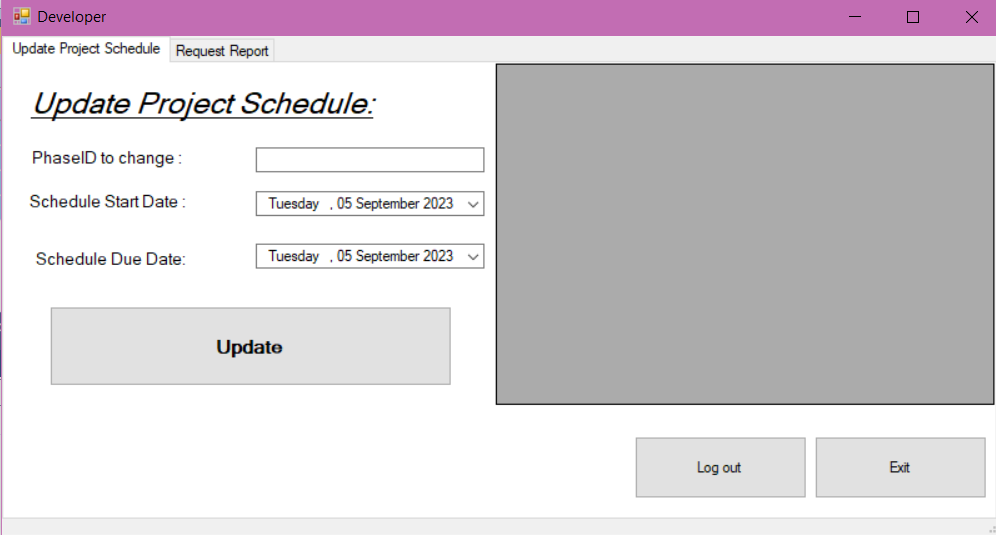 Developer
Update Project Schedule Request Report
Update Project Schedule:
PhaseID to change :
Schedule Start Date : Tuesday , 05 September 2023
Schedule Due Date: Tuesday , 05 September 2023
Update
Log out Exit